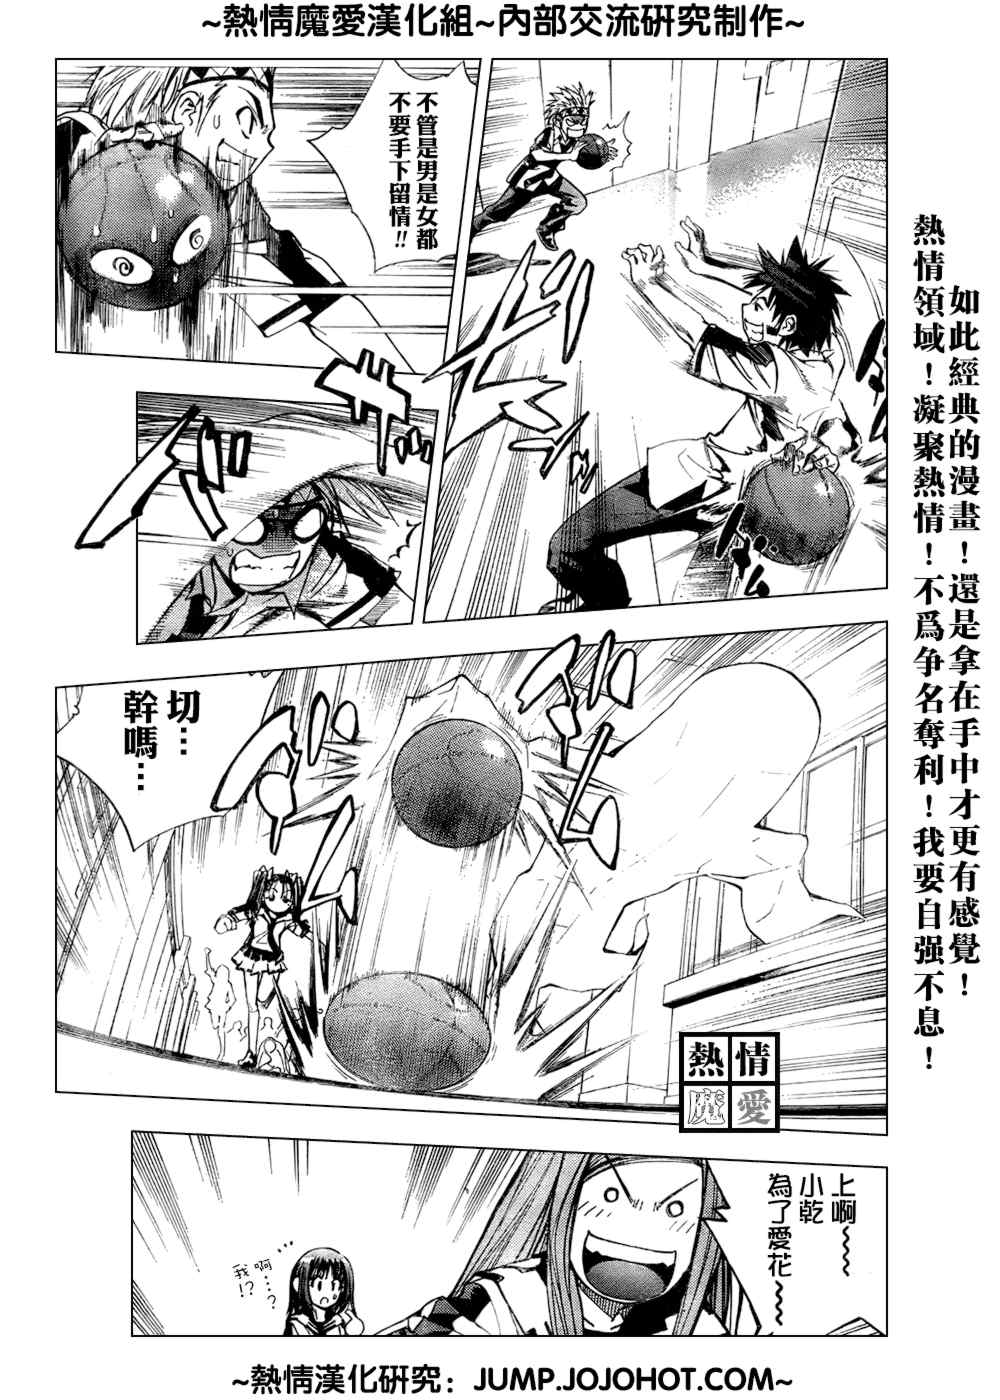 ~熱情魔愛漢化組~內部交流研究制作~
不管是男是女都
不要手下留情!!
如此經典的漫畫！還是拿在手中才更有感覺！
熱情領域！凝聚熱情！不爲争名奪利！我要自强不息！
切…
幹嗎…
熱情
魔愛
上啊~~~
小乾
為了愛花~~
啊…?
我!?
~熱情漢化研究：JUMP.JOJOHOT.COM~